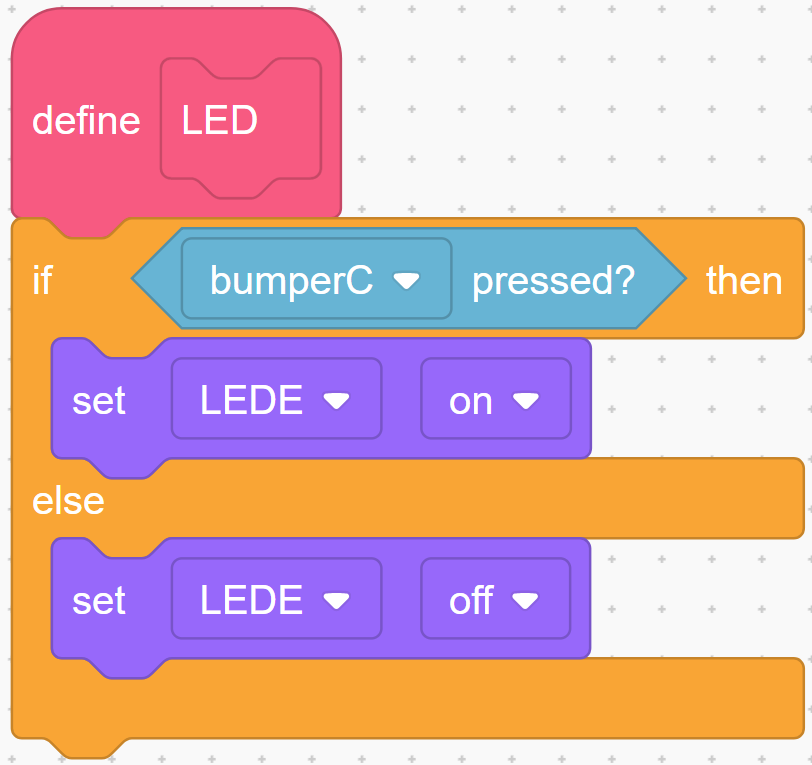 define LED
if bumperC pressed? then
set LEDE on
else
set LEDE off